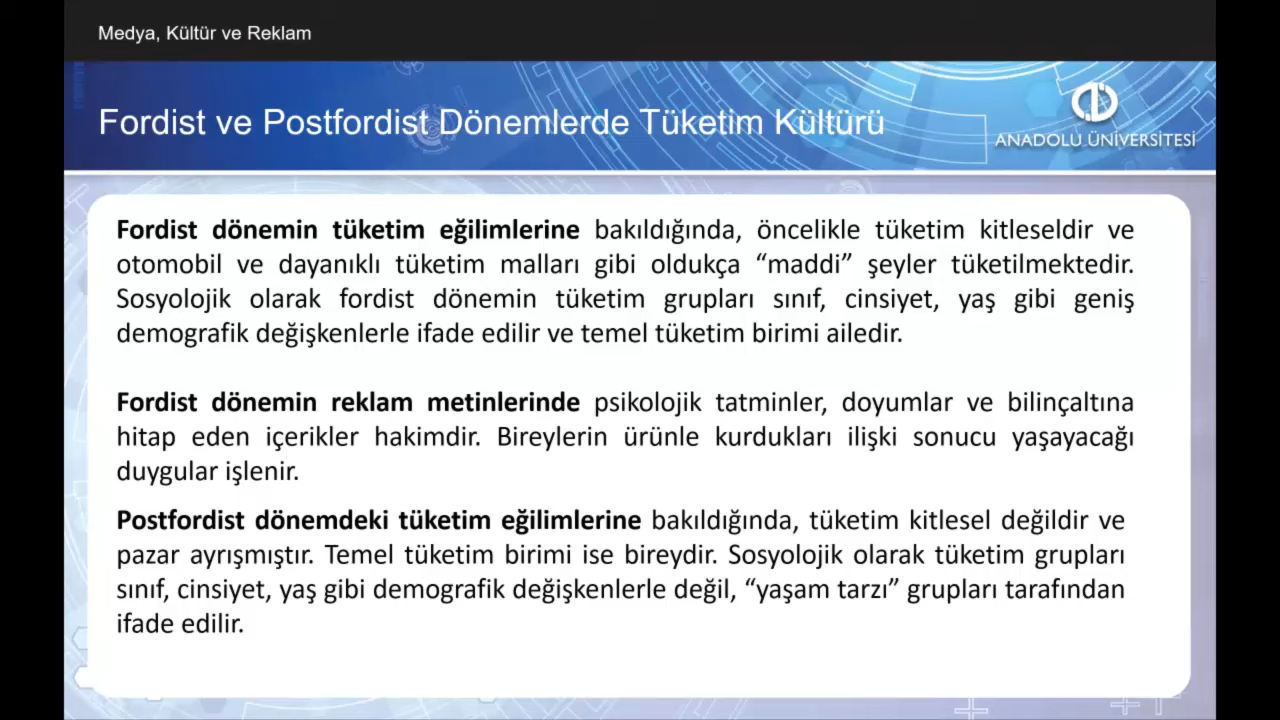 Medya, Kültür ve Reklam
Fordist ve Postfordist Dönemlerde Tüketim Kültürü
ANADOLU ÜNİVERSİTESİ
Fordist dönemin tüketim eğilimlerine bakıldığında, öncelikle tüketim kitleseldir ve
otomobil ve dayanıklı tüketim malları gibi oldukça “maddi” şeyler tüketilmektedir.
Sosyolojik olarak fordist dönemin tüketim grupları sınıf, cinsiyet, yaş gibi geniş
demografik değişkenlerle ifade edilir ve temel tüketim birimi ailedir.
Fordist dönemin reklam metinlerinde psikolojik tatminler, doyumlar ve bilinçaltına
hitap eden içerikler hakimdir. Bireylerin ürünle kurdukları ilişki sonucu yaşayacağı
duygular işlenir.
Postfordist dönemdeki tüketim eğilimlerine bakıldığında, tüketim kitlesel değildir ve
pazar ayrışmıştır. Temel tüketim birimi ise bireydir. Sosyolojik olarak tüketim grupları
sınıf, cinsiyet, yaş gibi demografik değişkenlerle değil, “yaşam tarzı” grupları tarafından
ifade edilir.